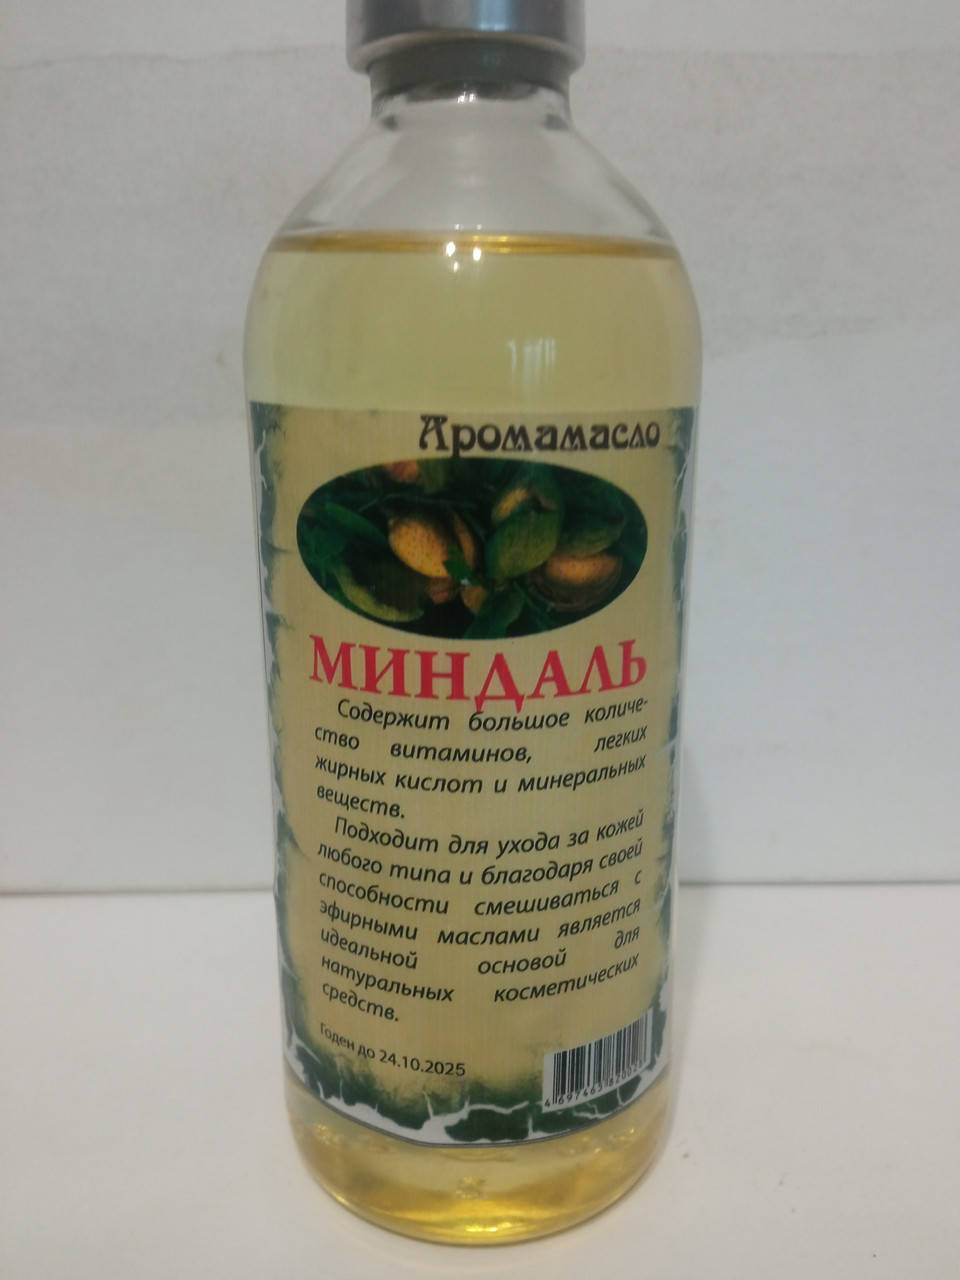 Аромамасло
МИНДАЛЬ
Содержит большое количе-
ство витаминов, легких
жирных кислот и минеральных
веществ.
Подходит для ухода за кожей
любого типа и благодаря своей
способности смешиваться с
эфирными маслами является
идеальной основой для
натуральных косметических
средств.
Годен до 24.10.2025